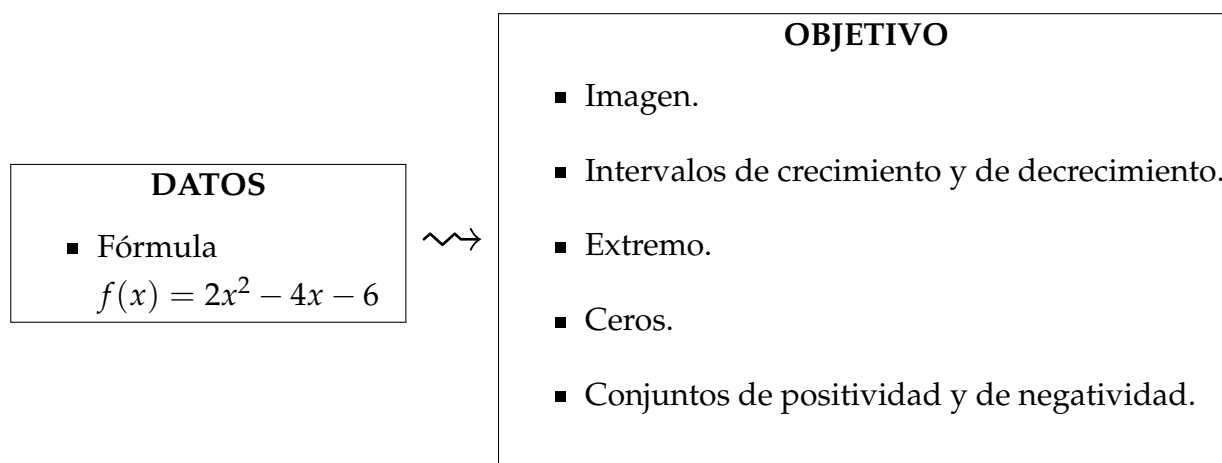 DATOS
▪ Fórmula
f(x) = 2x² − 4x − 6
OBJETIVO
▪ Imagen.
▪ Intervalos de crecimiento y de decrecimiento.
▪ Extremo.
▪ Ceros.
▪ Conjuntos de positividad y de negatividad.